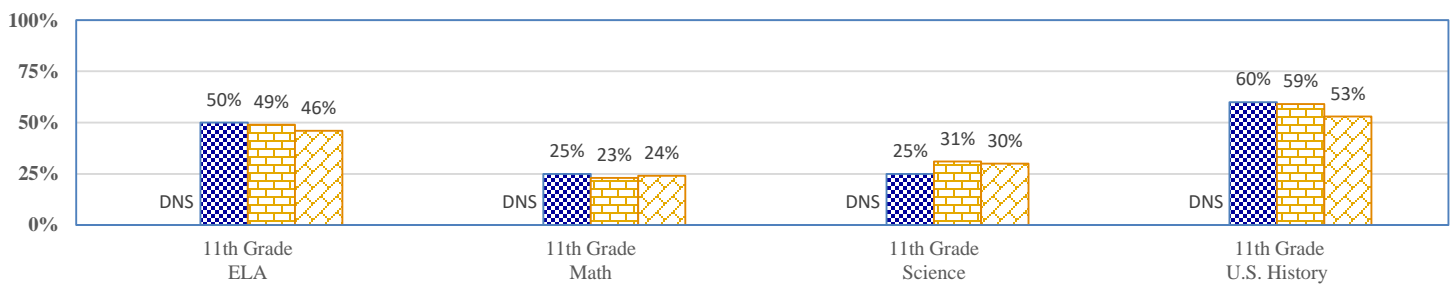 100%
75%
50%
25%
0%
DNS 50% 49% 46%
DNS 25% 23% 24%
DNS 25% 31% 30%
DNS 60% 59% 53%
11th Grade
ELA
11th Grade
Math
11th Grade
Science
11th Grade
U.S. History